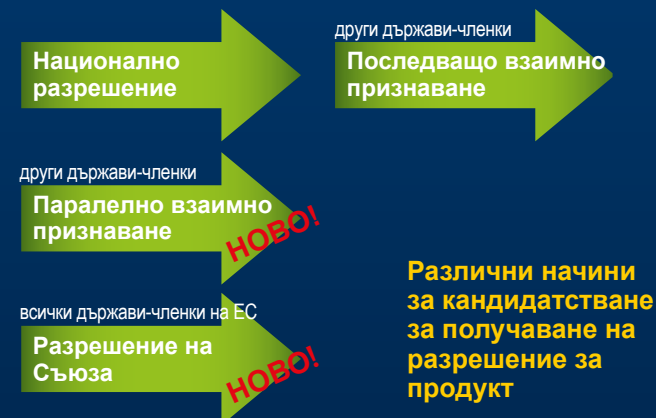 Национално
разрешение
други държави-членки
Последващо взаимно
признаване
други държави-членки
Паралелно взаимно
признаване
НОВО!
всички държави-членки на ЕС
Разрешение на
Съюза
НОВО!
Различни начини
за кандидатстване
за получаване на
разрешение за
продукт